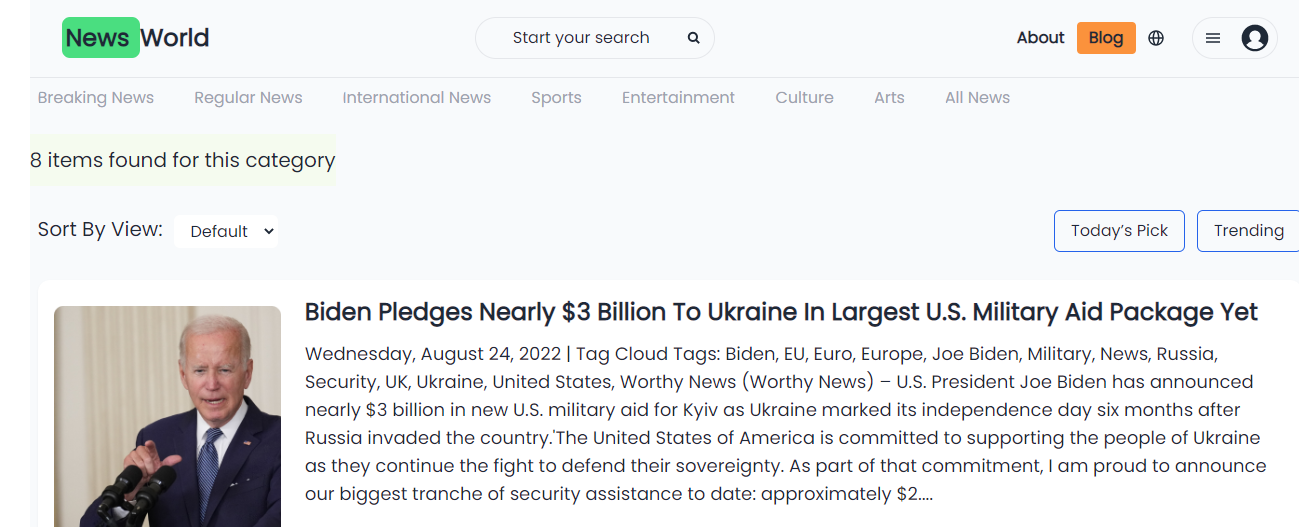 News World
Start your search
About
Blog
Breaking News
Regular News
International News
Sports
Entertainment
Culture
Arts
All News
8 items found for this category
Sort By View:
Default
Today’s Pick
Trending
Biden Pledges Nearly $3 Billion To Ukraine In Largest U.S. Military Aid Package Yet
Wednesday, August 24, 2022 | Tag Cloud Tags: Biden, EU, Euro, Europe, Joe Biden, Military, News, Russia,
Security, UK, Ukraine, United States, Worthy News (Worthy News) – U.S. President Joe Biden has announced
nearly $3 billion in new U.S. military aid for Kyiv as Ukraine marked its independence day six months after
Russia invaded the country.'The United States of America is committed to supporting the people of Ukraine
as they continue the fight to defend their sovereignty. As part of that commitment, I am proud to announce
our biggest tranche of security assistance to date: approximately $2....